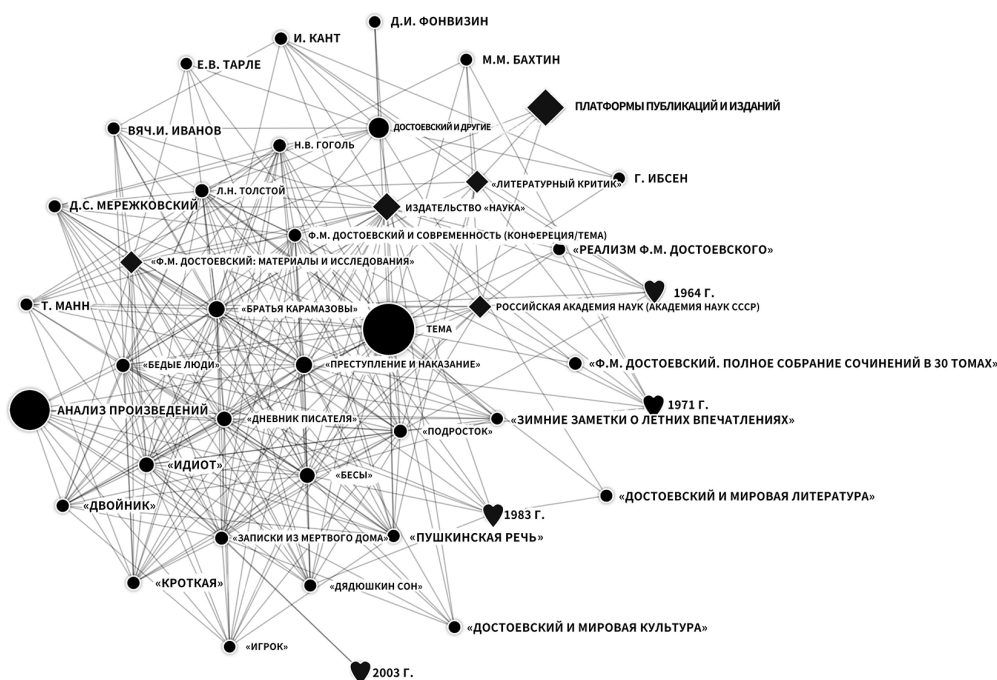 Д.И. ФОНВИЗИН
И. КАНТ
Е.В. ТАРЛЕ
М.М. БАХТИН
ПЛАТФОРМЫ ПУБЛИКАЦИЙ И ИЗДАНИЙ
ВЯЧ.И. ИВАНОВ
ДОСТОЕВСКИЙ И ДРУГИЕ
Н.В. ГОГОЛЬ
Г. ИБСЕН
«ЛИТЕРАТУРНЫЙ КРИТИК»
Л.Н. ТОЛСТОЙ
Д.С. МЕРЕЖКОВСКИЙ
ИЗДАТЕЛЬСТВО «НАУКА»
Ф.М. ДОСТОЕВСКИЙ И СОВРЕМЕННОСТЬ (КОНФЕРЕЦИЯ/ТЕМА)
«РЕАЛИЗМ Ф.М. ДОСТОЕВСКОГО»
«Ф.М. ДОСТОЕВСКИЙ: МАТЕРИАЛЫ И ИССЛЕДОВАНИЯ»
1964 Г.
Т. МАНН
«БРАТЬЯ КАРАМАЗОВЫ»
РОССИЙСКАЯ АКАДЕМИЯ НАУК (АКАДЕМИЯ НАУК СССР)
ТЕМА
«БЕДЫЕ ЛЮДИ»
«ПРЕСТУПЛЕНИЕ И НАКАЗАНИЕ»
«Ф.М. ДОСТОЕВСКИЙ. ПОЛНОЕ СОБРАНИЕ СОЧИНЕНИЙ В 30 ТОМАХ»
1971 Г.
АНАЛИЗ ПРОИЗВЕДЕНИЙ
«ДНЕВНИК ПИСАТЕЛЯ»
«ЗИМНИЕ ЗАМЕТКИ О ЛЕТНИХ ВПЕЧАТЛЕНИЯХ»
«ПОДРОСТОК»
«ИДИОТ»
«БЕСЫ»
«ДОСТОЕВСКИЙ И МИРОВАЯ ЛИТЕРАТУРА»
«ДВОЙНИК»
1983 Г.
«ЗАПИСКИ ИЗ МЕРТВОГО ДОМА»
«ПУШКИНСКАЯ РЕЧЬ»
«КРОТКАЯ»
«ДЯДЮШКИН СОН»
«ДОСТОЕВСКИЙ И МИРОВАЯ КУЛЬТУРА»
«ИГРОК»
2003 Г.